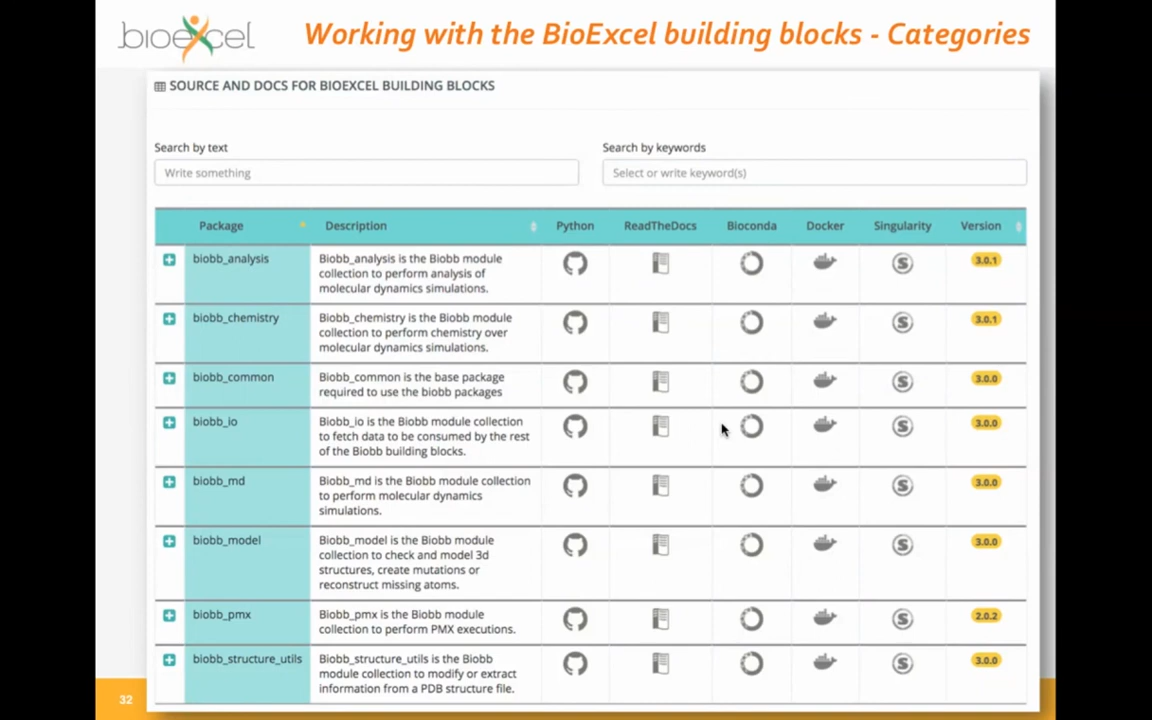 bioexcel
Working with the BioExcel building blocks - Categories
SOURCE AND DOCS FOR BIOEXCEL BUILDING BLOCKS
Search by text
Search by keywords
Write something
Select or write keyword(s)
Package Description Python ReadTheDocs Bioconda Docker Singularity Version
biobb_analysis
Biobb_analysis is the Biobb module
collection to perform analysis of
molecular dynamics simulations.
3.0.1
biobb_chemistry
Biobb_chemistry is the Biobb module
collection to perform chemistry over
molecular dynamics simulations.
3.0.1
biobb_common
Biobb_common is the base package
required to use the biobb packages
3.0.0
biobb_io
Biobb_io is the Biobb module collection
to fetch data to be consumed by the rest
of the Biobb building blocks.
3.0.0
biobb_md
Biobb_md is the Biobb module collection
to perform molecular dynamics
simulations.
3.0.0
biobb_model
Biobb_model is the Biobb module
collection to check and model 3d
structures, create mutations or
reconstruct missing atoms.
3.0.0
biobb_pmx
Biobb_pmx is the Biobb module
collection to perform PMX executions.
2.0.2
biobb_structure_utils
Biobb_structure_utils is the Biobb
module collection to modify or extract
information from a PDB structure file.
3.0.0
32